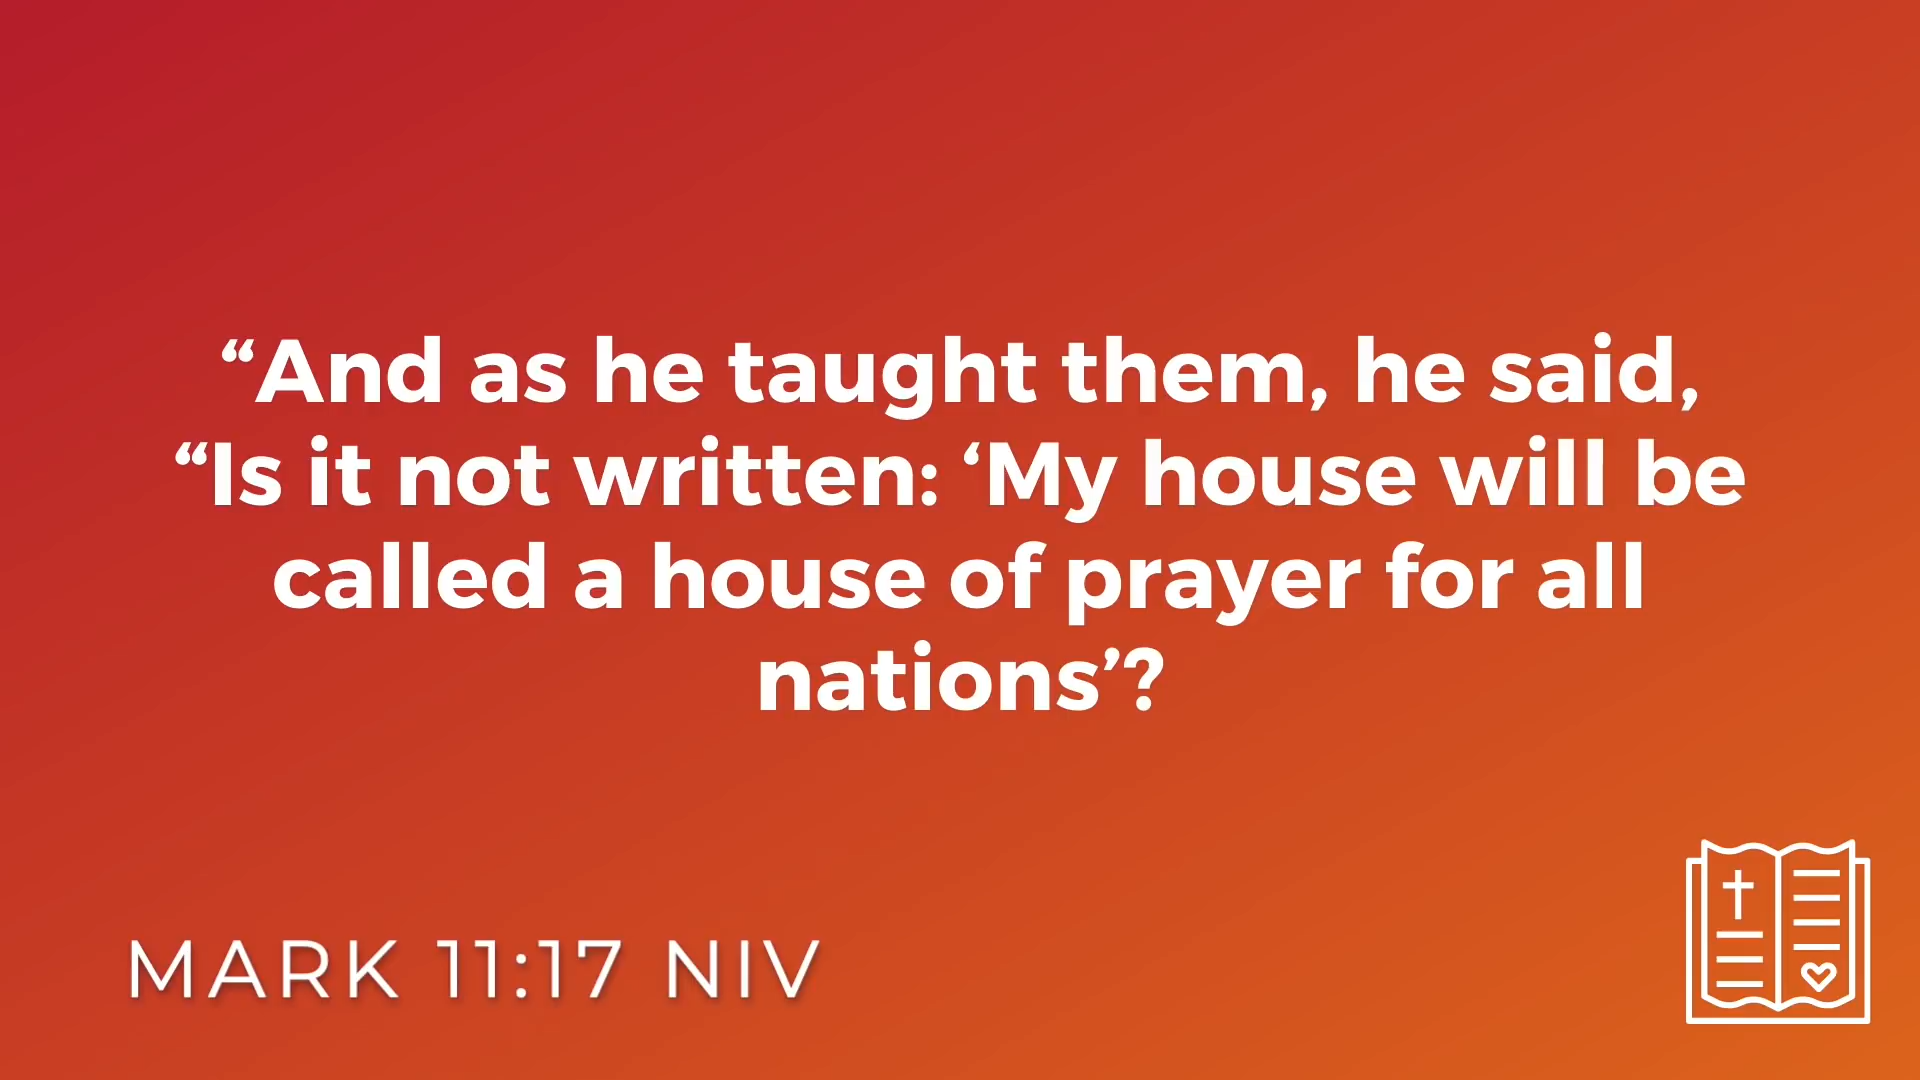 “And as he taught them, he said,
“Is it not written: ‘My house will be
called a house of prayer for all
nations’?
MARK 11:17 NIV